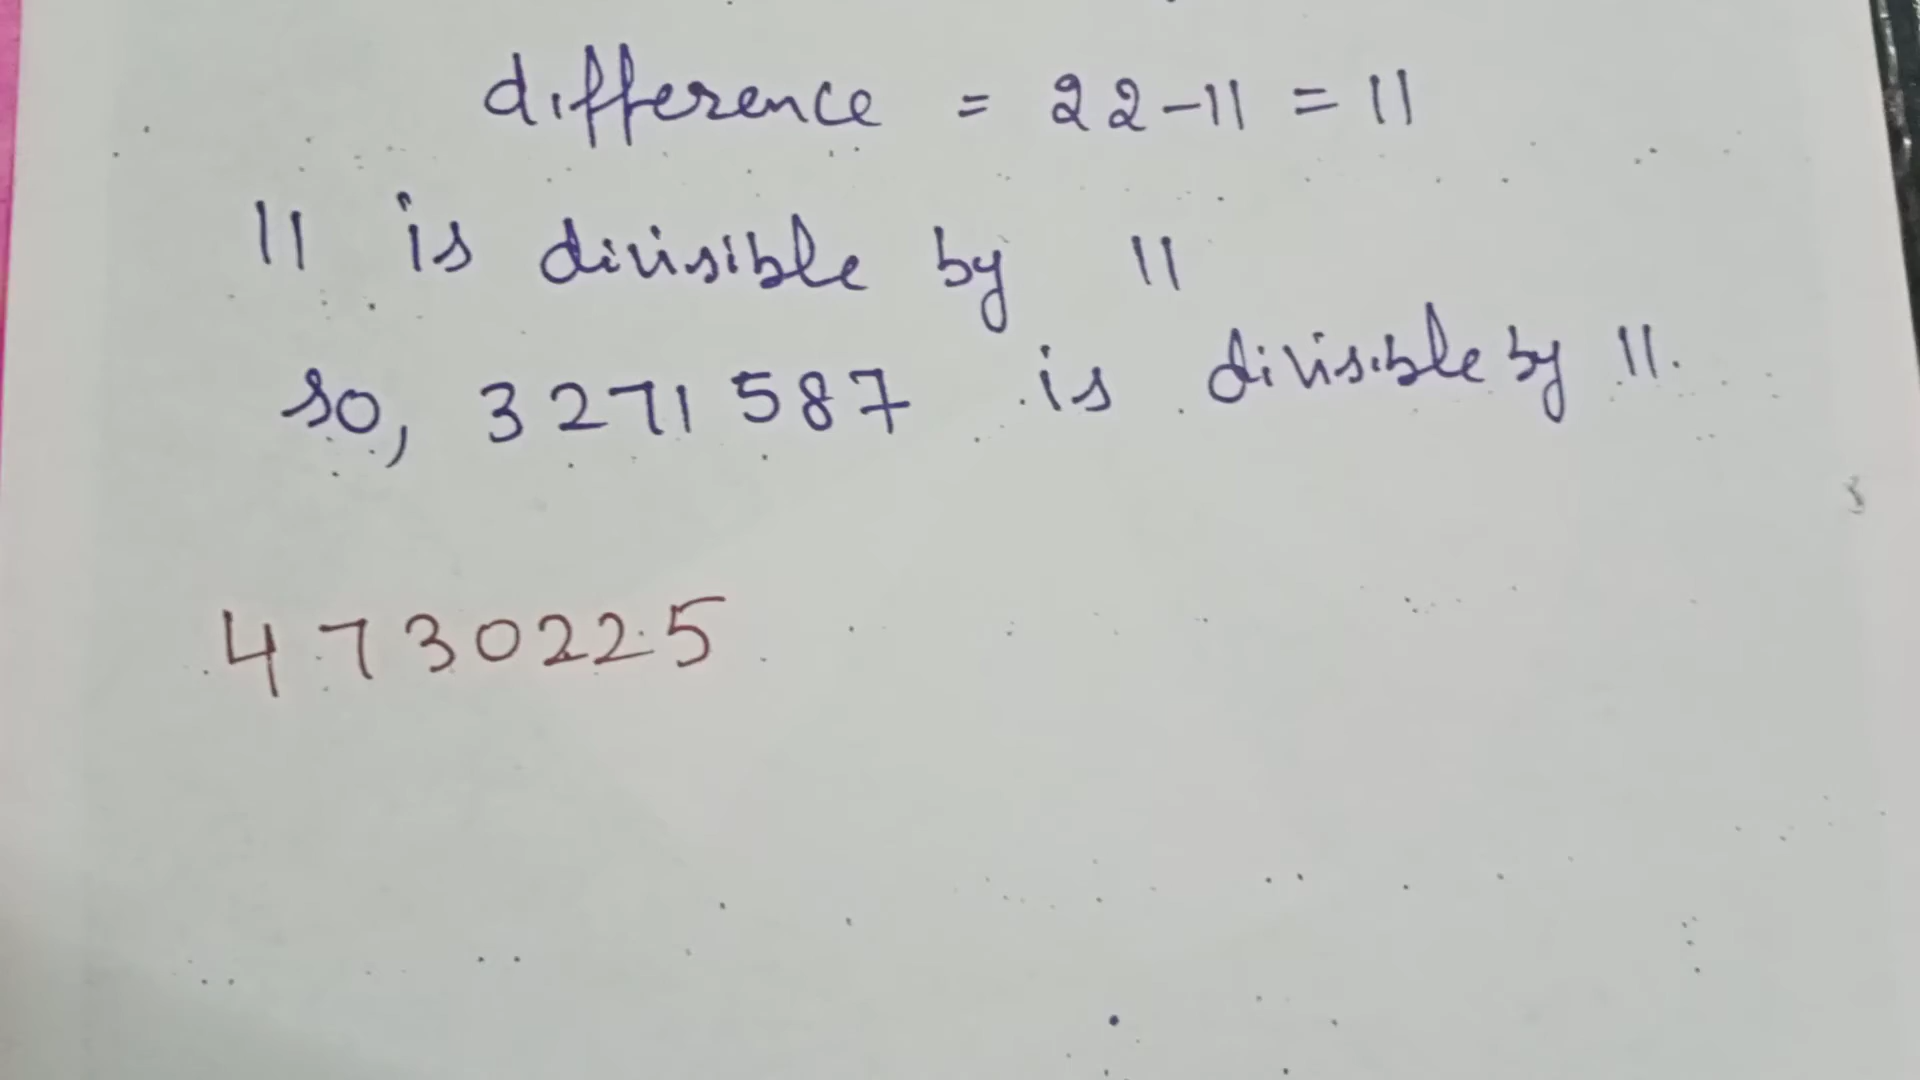 difference = 22-11 = 11
11 is divisible by 11
so, 3271587 is divisible by 11.
4730225